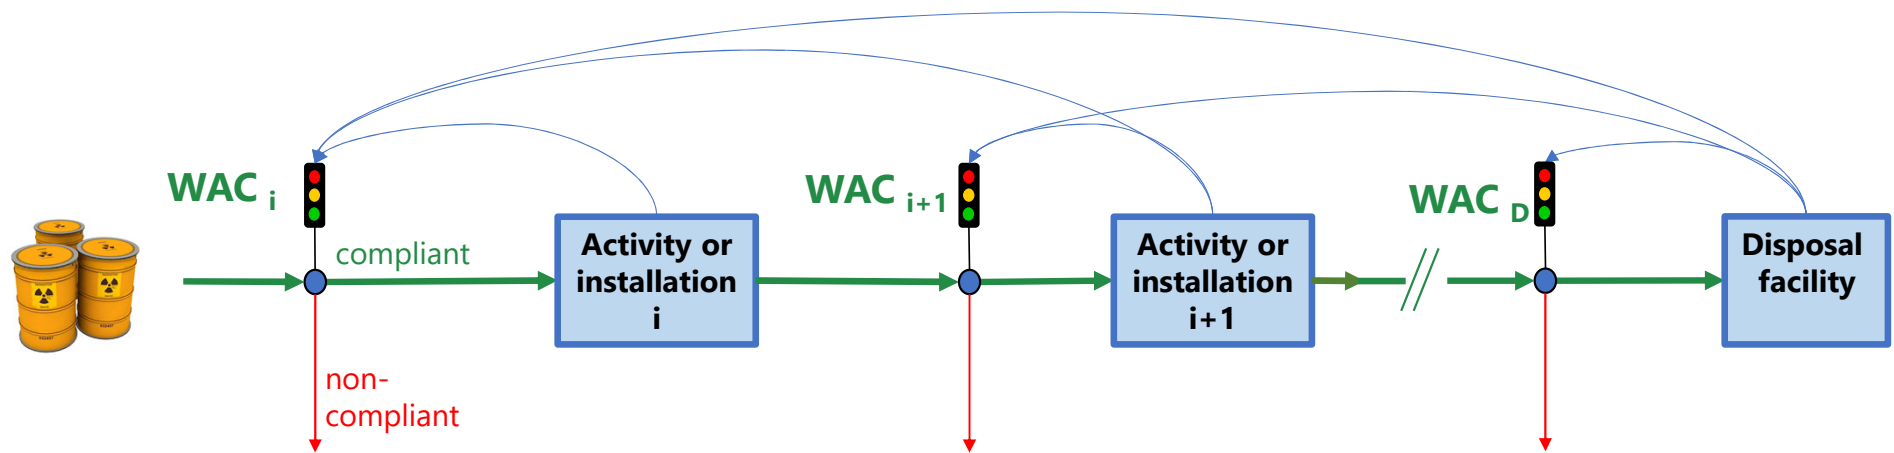 WAC i
compliant
non-
compliant
Activity or
installation
i
WAC i+1
Activity or
installation
i+1
WAC D
Disposal
facility